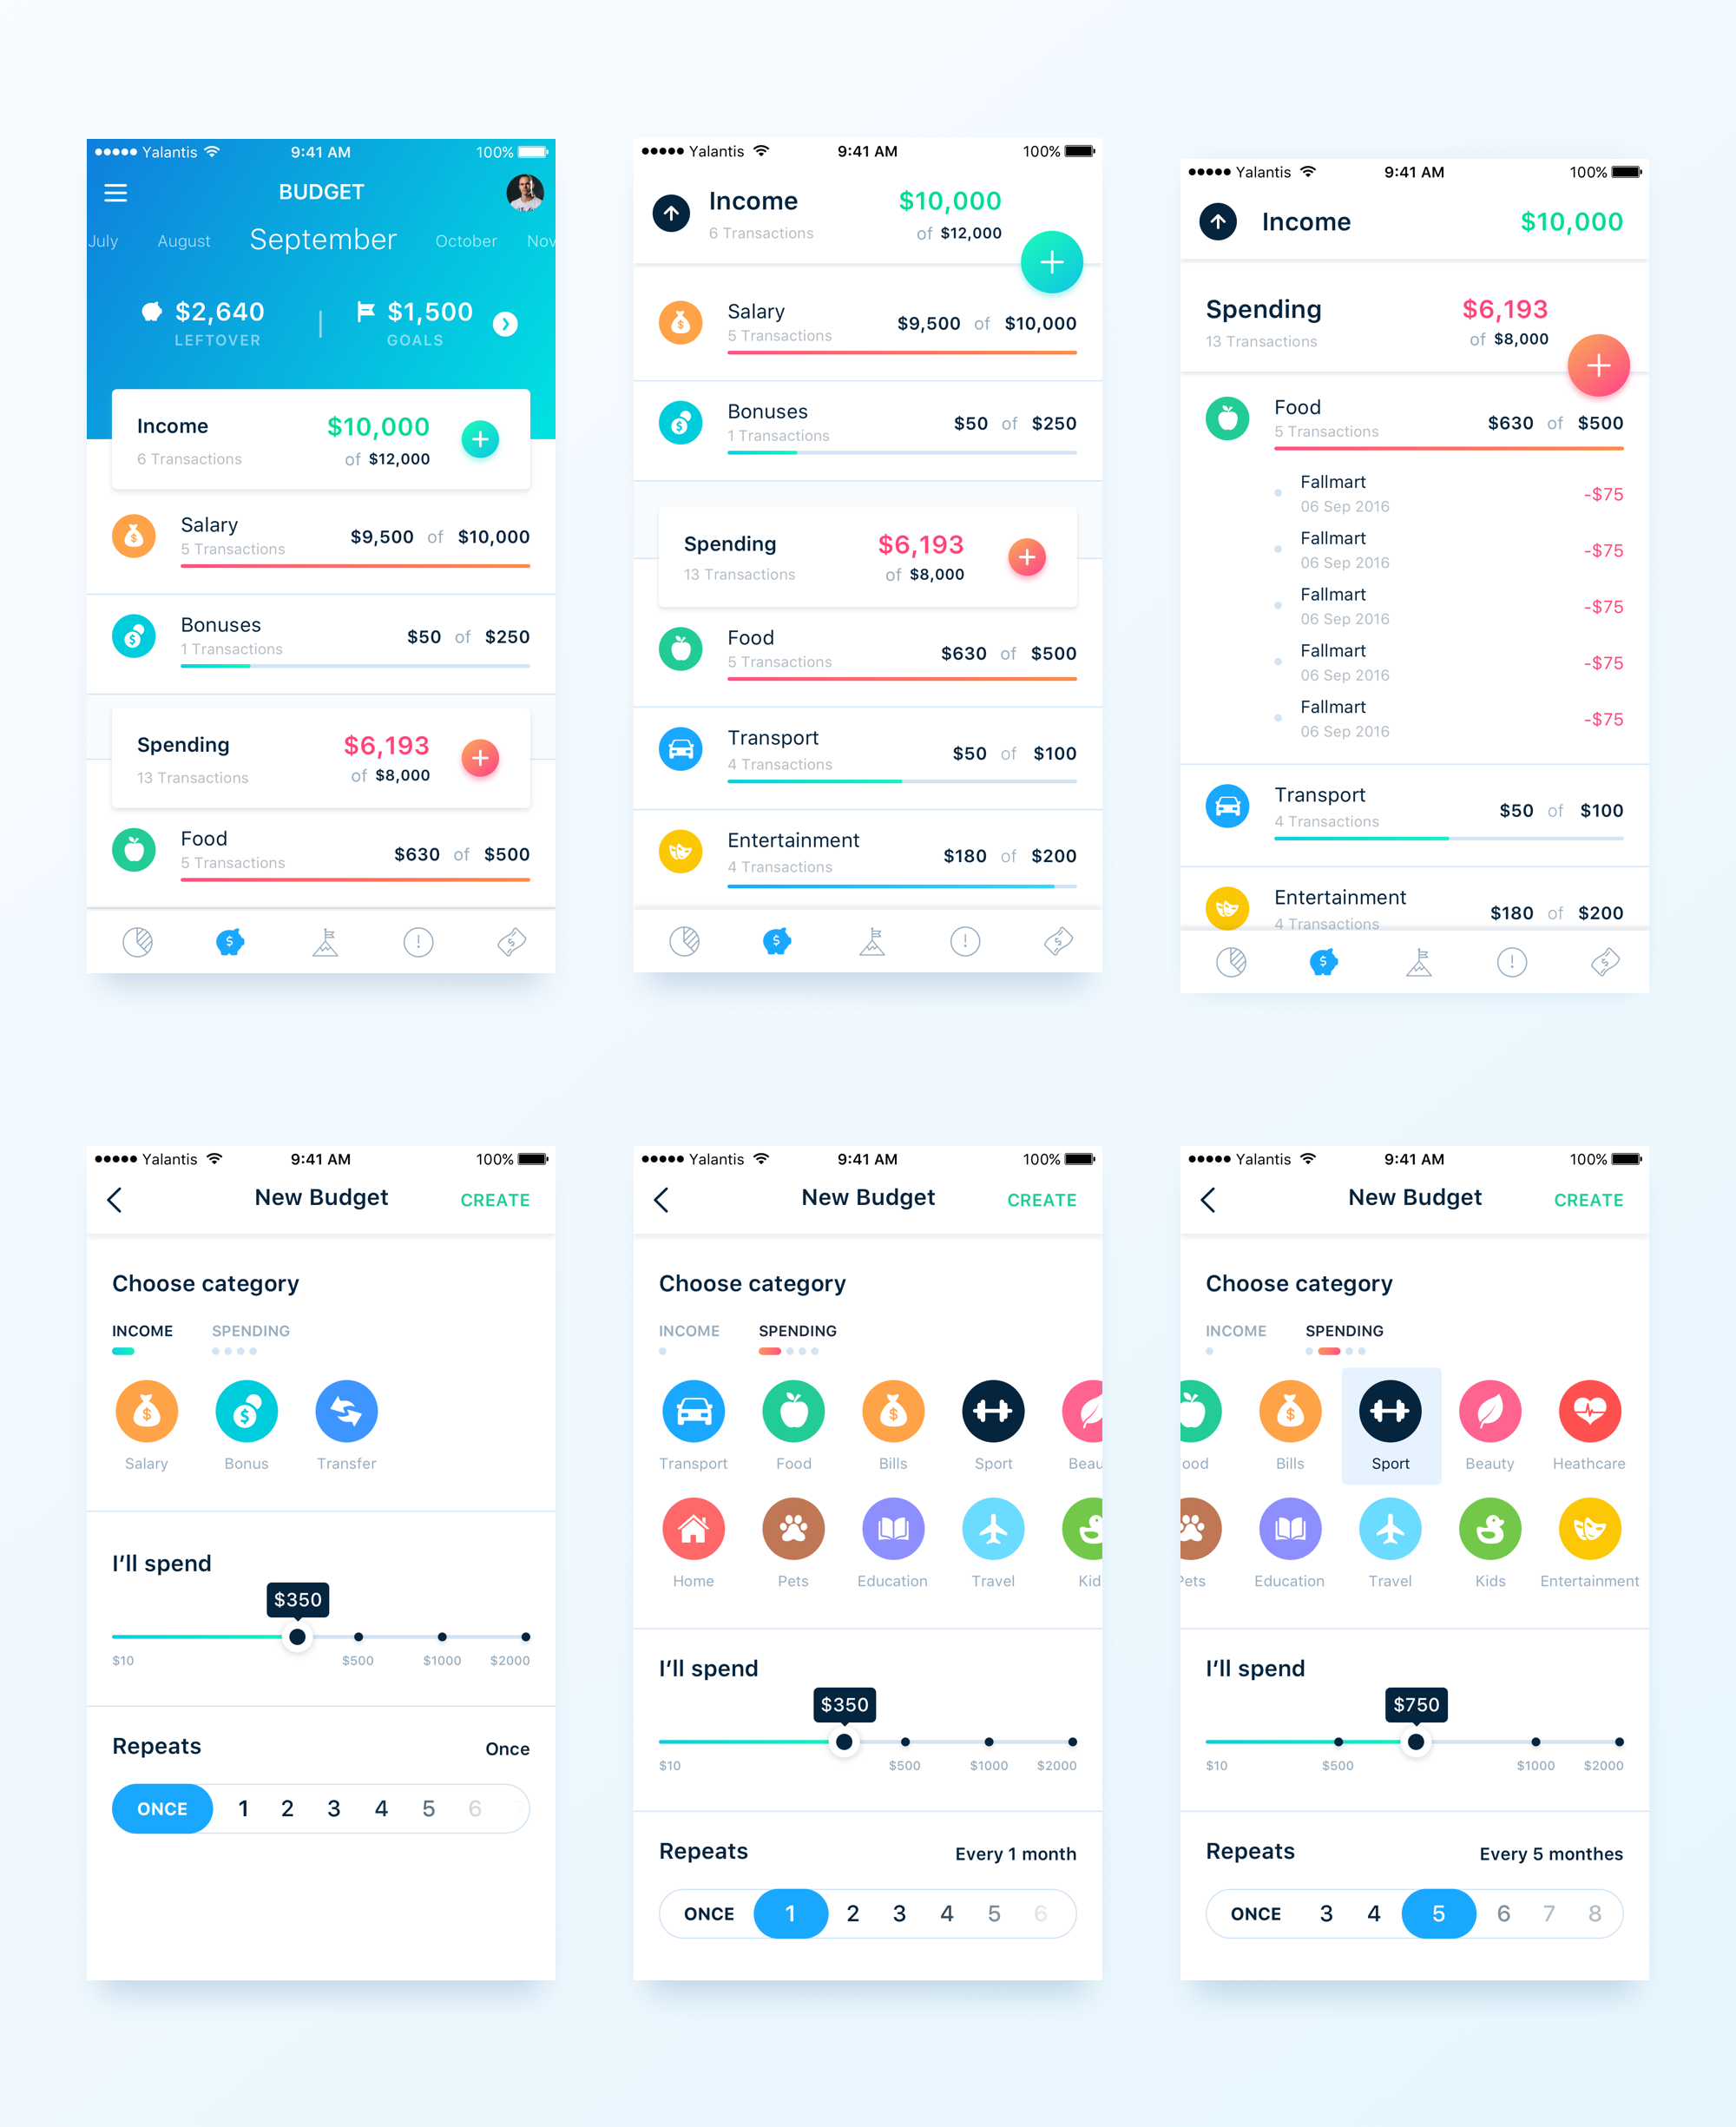 Yalantis 9:41 AM 100%
BUDGET
July August September October Nov
$2,640 $1,500
LEFTOVER GOALS
Income $10,000
6 Transactions of $12,000
Salary
5 Transactions $9,500 of $10,000
Bonuses
1 Transactions $50 of $250
Spending $6,193
13 Transactions of $8,000
Food
5 Transactions $630 of $500
Yalantis 9:41 AM 100%
Income $10,000
6 Transactions of $12,000
Salary
5 Transactions $9,500 of $10,000
Bonuses
1 Transactions $50 of $250
Spending $6,193
13 Transactions of $8,000
Food
5 Transactions $630 of $500
Transport
4 Transactions $50 of $100
Entertainment
4 Transactions $180 of $200
Yalantis 9:41 AM 100%
Income $10,000
Spending $6,193
13 Transactions of $8,000
Food
5 Transactions $630 of $500
Fallmart
06 Sep 2016 -$75
Fallmart
06 Sep 2016 -$75
Fallmart
06 Sep 2016 -$75
Fallmart
06 Sep 2016 -$75
Fallmart
06 Sep 2016 -$75
Transport
4 Transactions $50 of $100
Entertainment
4 Transactions $180 of $200
Yalantis 9:41 AM 100%
New Budget CREATE
Choose category
INCOME SPENDING
Salary Bonus Transfer
I'll spend
$350
$10 $500 $1000 $2000
Repeats Once
ONCE 1 2 3 4 5 6
Yalantis 9:41 AM 100%
New Budget CREATE
Choose category
INCOME SPENDING
Transport Food Bills Sport Beau
Home Pets Education Travel Kid
I'll spend
$350
$10 $500 $1000 $2000
Repeats Every 1 month
ONCE 1 2 3 4 5 6
Yalantis 9:41 AM 100%
New Budget CREATE
Choose category
INCOME SPENDING
ood Bills Sport Beauty Heathcare
Pets Education Travel Kids Entertainment
I'll spend
$750
$10 $500 $1000 $2000
Repeats Every 5 monthes
ONCE 3 4 5 6 7 8